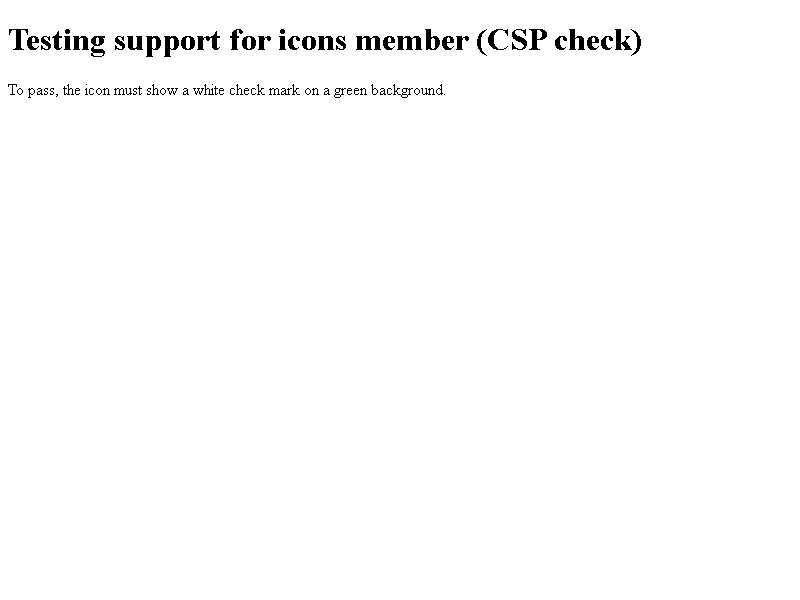 Testing support for icons member (CSP check)
To pass, the icon must show a white check mark on a green background.